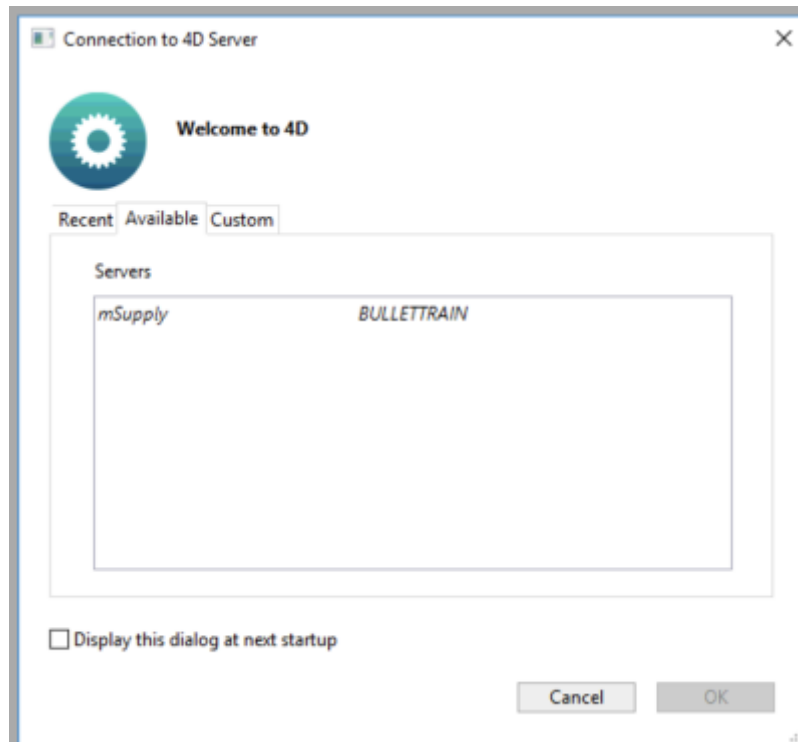 Connection to 4D Server
Welcome to 4D
Recent Available Custom
Servers
mSupply BULLETTRAIN
Display this dialog at next startup
Cancel OK